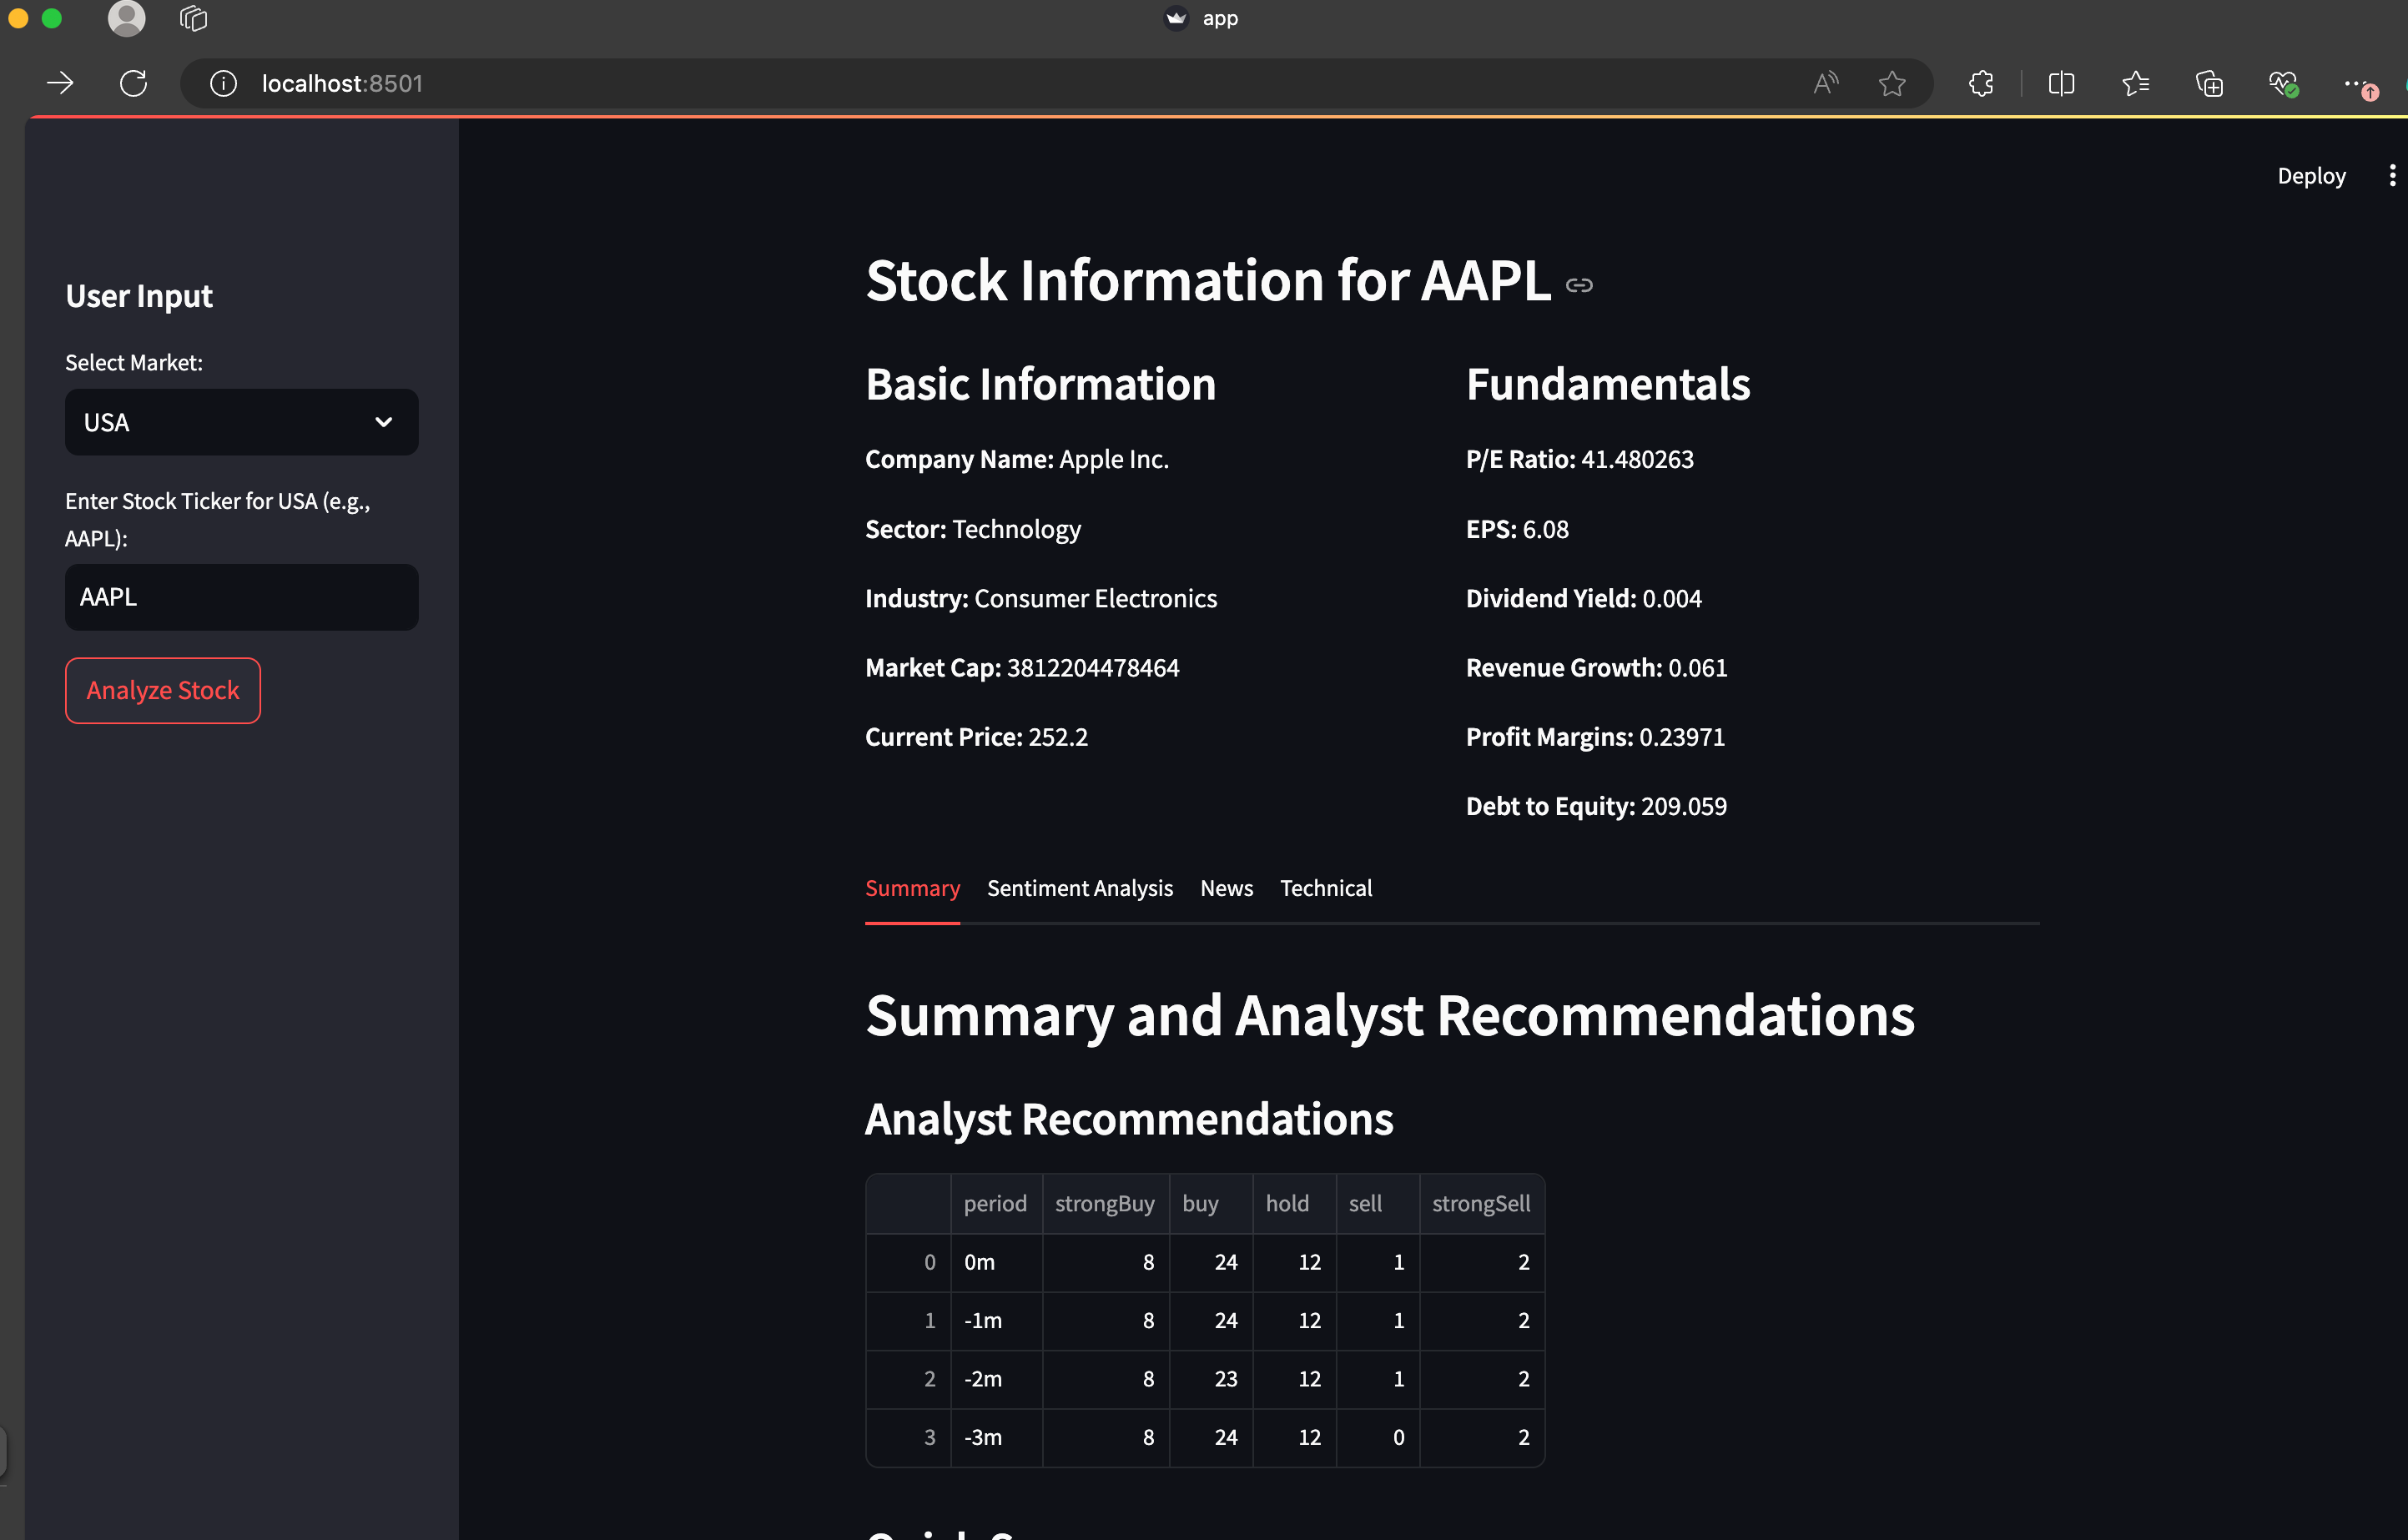 app
localhost:8501
Deploy
User Input
Select Market:
USA
Enter Stock Ticker for USA (e.g.,
AAPL):
AAPL
Analyze Stock
Stock Information for AAPL
Basic Information
Company Name: Apple Inc.
Sector: Technology
Industry: Consumer Electronics
Market Cap: 3812204478464
Current Price: 252.2
Fundamentals
P/E Ratio: 41.480263
EPS: 6.08
Dividend Yield: 0.004
Revenue Growth: 0.061
Profit Margins: 0.23971
Debt to Equity: 209.059
Summary Sentiment Analysis News Technical
Summary and Analyst Recommendations
Analyst Recommendations
period strongBuy buy hold sell strongSell
0 0m 8 24 12 1 2
1 -1m 8 24 12 1 2
2 -2m 8 23 12 1 2
3 -3m 8 24 12 0 2